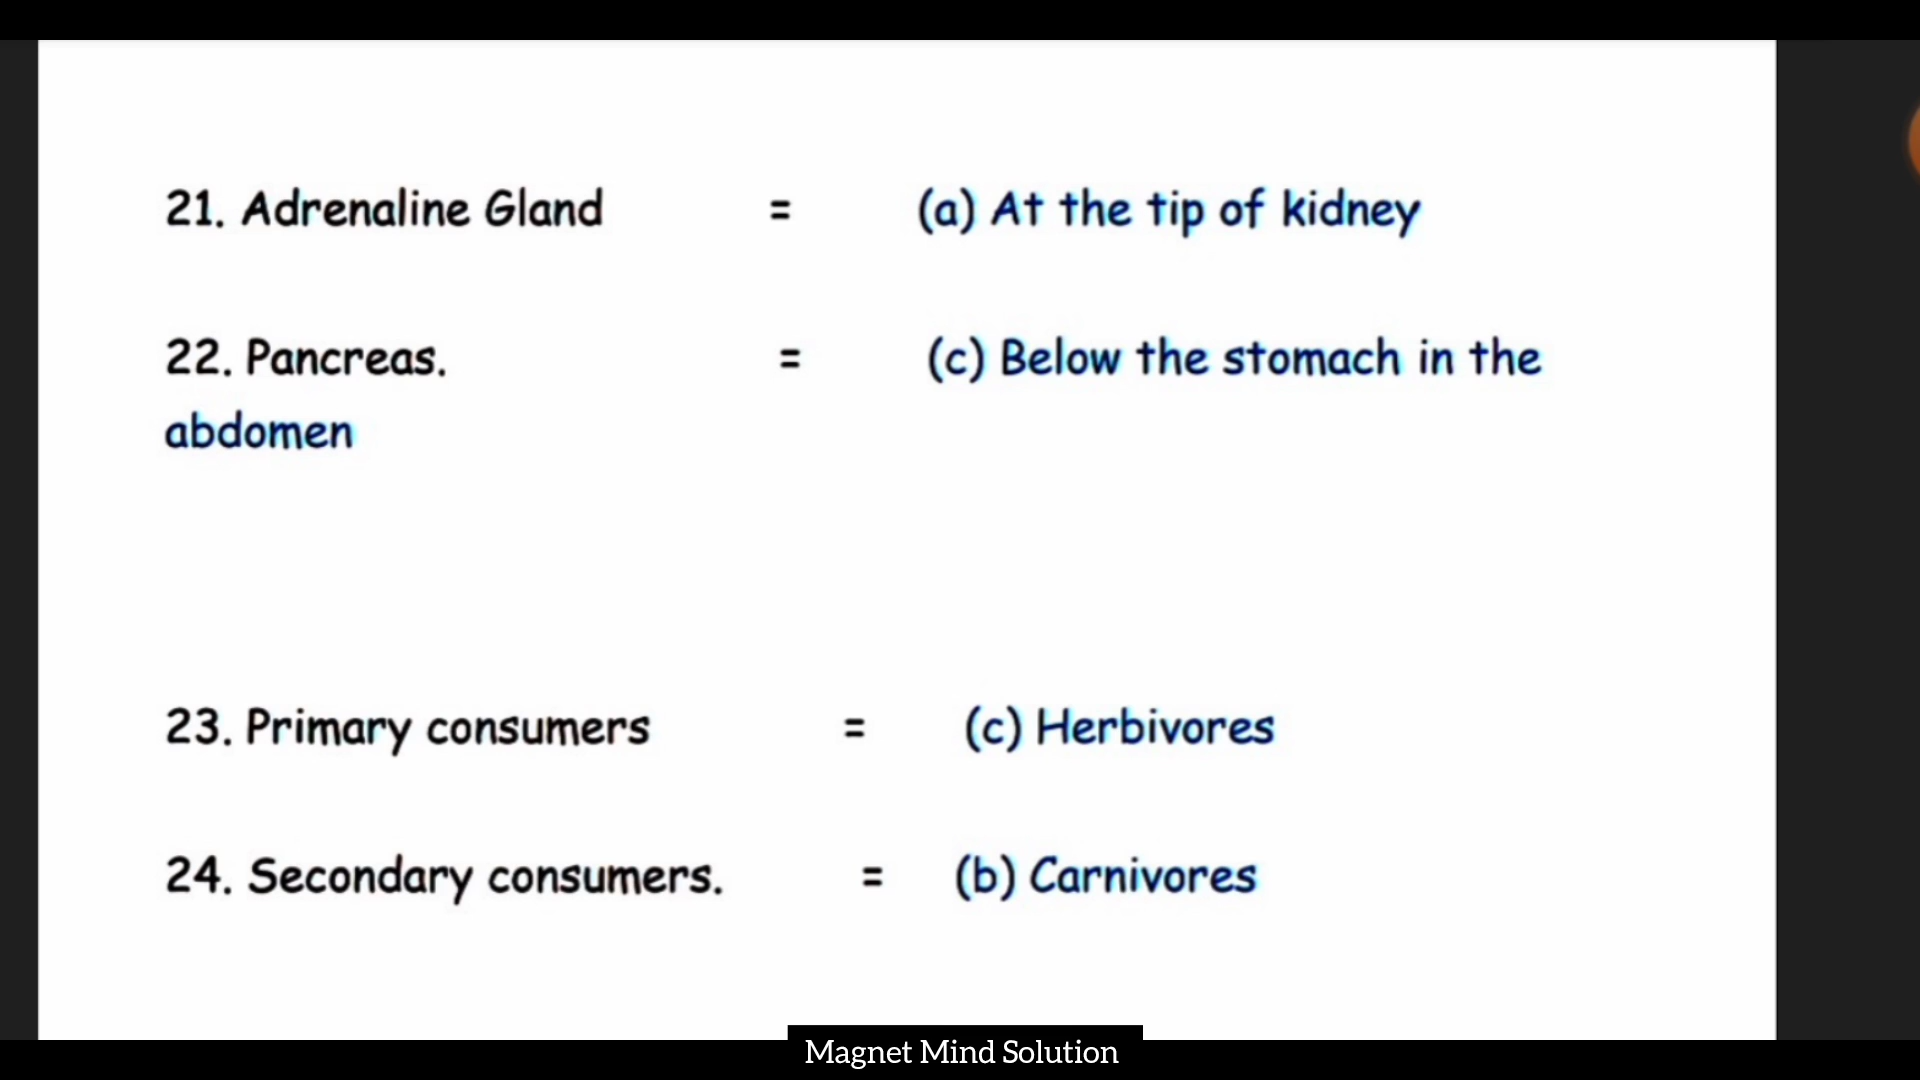 21. Adrenaline Gland = (a) At the tip of kidney
22. Pancreas. = (c) Below the stomach in the
abdomen
23. Primary consumers = (c) Herbivores
24. Secondary consumers. = (b) Carnivores
Magnet Mind Solution